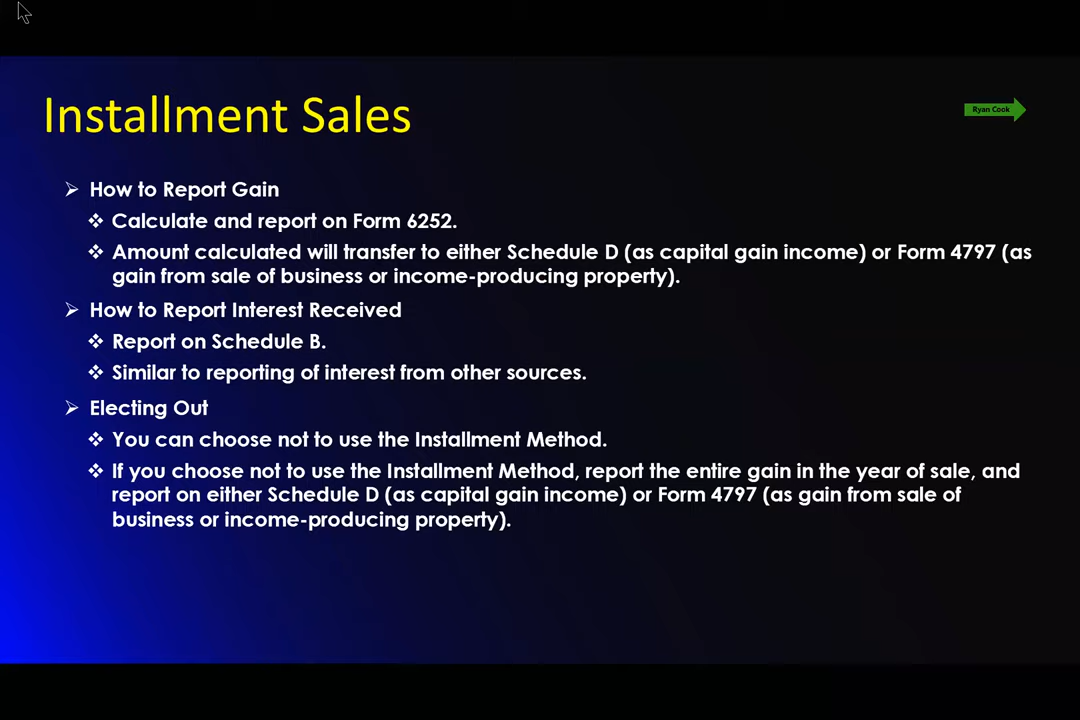 Installment Sales
Ryan Cook
How to Report Gain
Calculate and report on Form 6252.
Amount calculated will transfer to either Schedule D (as capital gain income) or Form 4797 (as
gain from sale of business or income-producing property).
How to Report Interest Received
Report on Schedule B.
Similar to reporting of interest from other sources.
Electing Out
You can choose not to use the Installment Method.
If you choose not to use the Installment Method, report the entire gain in the year of sale, and
report on either Schedule D (as capital gain income) or Form 4797 (as gain from sale of
business or income-producing property).